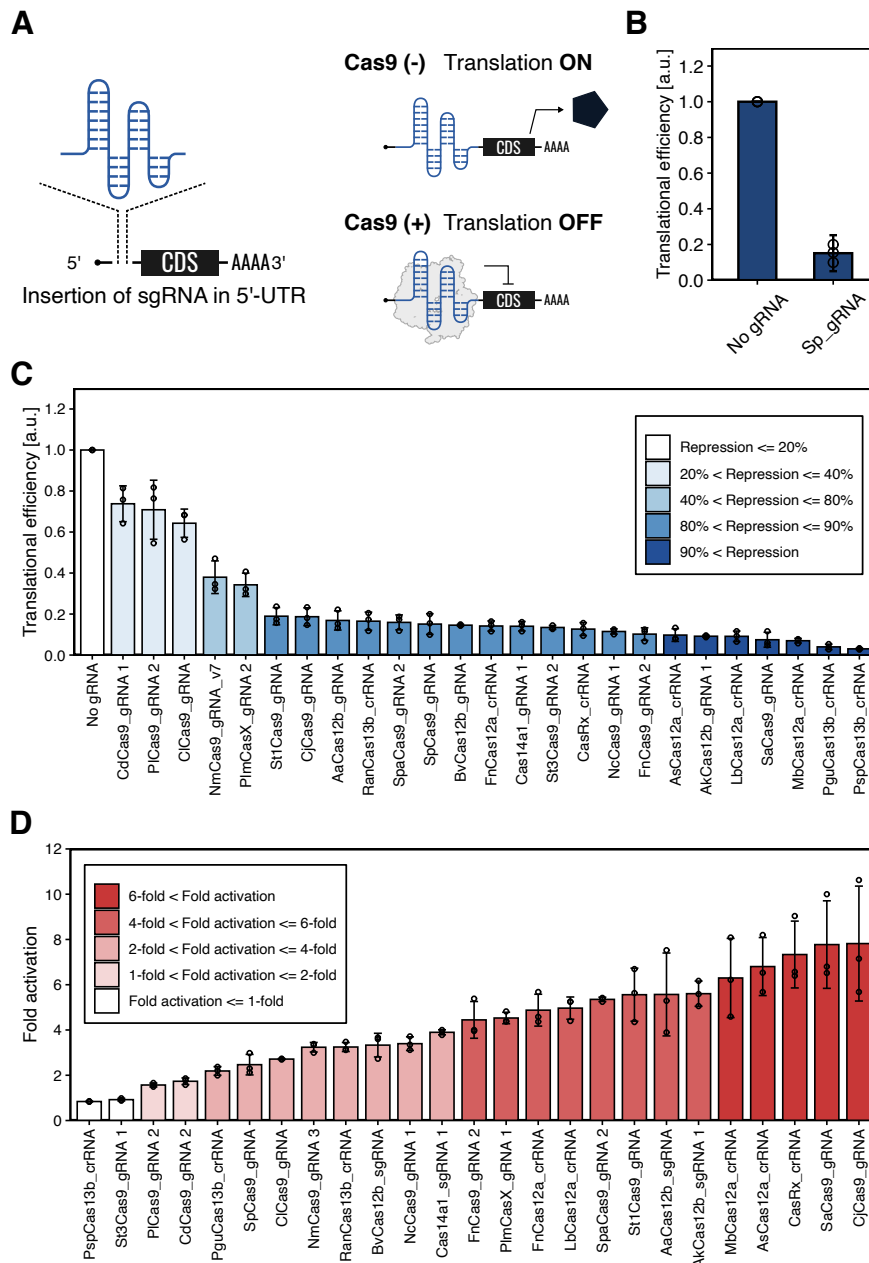 A
Cas9 (-) Translation ON
CDS
AAAA
5'
CDS
AAAA3'
Insertion of sgRNA in 5'-UTR
Cas9 (+) Translation OFF
CDS
AAAA
B
Translational efficiency [a.u.]
1.2
1.0
0.8
0.6
0.4
0.2
0.0
No gRNA
Sp_gRNA
C
Translational efficiency [a.u.]
1.2
1.0
0.8
0.6
0.4
0.2
0.0
Repression <= 20%
20% < Repression <= 40%
40% < Repression <= 80%
80% < Repression <= 90%
90% < Repression
No gRNA
CdCas9_gRNA 1
PlCas9_gRNA 2
ClCas9_gRNA
NmCas9_gRNA_v7
PlmCasX_gRNA 2
St1Cas9_gRNA
CjCas9_gRNA
AaCas12b_gRNA
RanCas13b_crRNA
SpaCas9_gRNA 2
SpCas9_gRNA
BvCas12b_gRNA
FnCas12a_crRNA
Cas14a1_gRNA 1
St3Cas9_gRNA 2
CasRx_crRNA
NcCas9_gRNA 1
FnCas9_gRNA 2
AsCas12a_crRNA
AkCas12b_gRNA 1
LbCas12a_crRNA
SaCas9_gRNA
MbCas12a_crRNA
PguCas13b_crRNA
PspCas13b_crRNA
D
Fold activation
12
10
8
6
4
2
0
6-fold < Fold activation
4-fold < Fold activation <= 6-fold
2-fold < Fold activation <= 4-fold
1-fold < Fold activation <= 2-fold
Fold activation <= 1-fold
PspCas13b_crRNA
St3Cas9_gRNA 1
PlCas9_gRNA 2
CdCas9_gRNA 2
PguCas13b_crRNA
SpCas9_gRNA
ClCas9_gRNA
NmCas9_gRNA 3
RanCas13b_crRNA
BvCas12b_sgRNA
NcCas9_gRNA 1
Cas14a1_sgRNA 1
FnCas9_gRNA 2
PlmCasX_gRNA 1
FnCas12a_crRNA
LbCas12a_crRNA
SpaCas9_gRNA 2
St1Cas9_gRNA
AaCas12b_sgRNA
AkCas12b_sgRNA 1
MbCas12a_crRNA
AsCas12a_crRNA
CasRx_crRNA
SaCas9_gRNA
CjCas9_gRNA